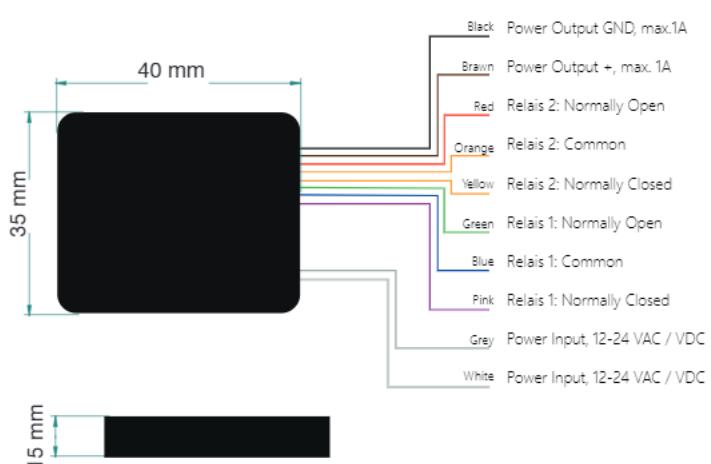 Black Power Output GND, max.1A
40 mm
Brawn Power Output +, max. 1A
Red Relais 2: Normally Open
Orange Relais 2: Common
35 mm
Yellow Relais 2: Normally Closed
Green Relais 1: Normally Open
Blue Relais 1: Common
Pink Relais 1: Normally Closed
Grey Power Input, 12-24 VAC / VDC
White Power Input, 12-24 VAC / VDC
15 mm